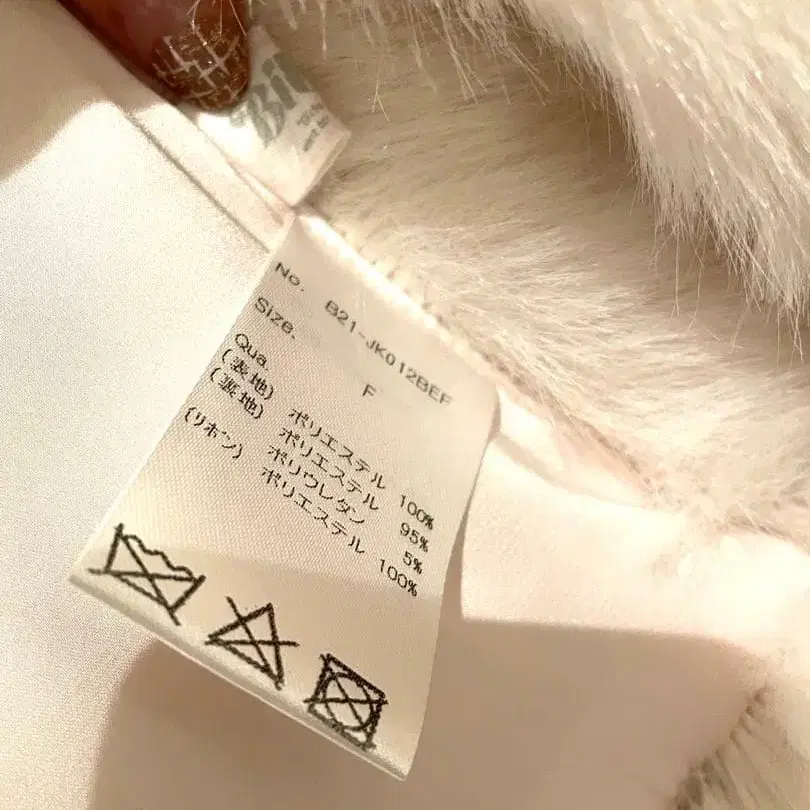 Bi
No. B21-JK012BEF
Size. F
Qua.
(表地) ポリエステル 100%
(裏地) ポリエステル 95%
ポリウレタン 5%
(リボン) ポリエステル 100%